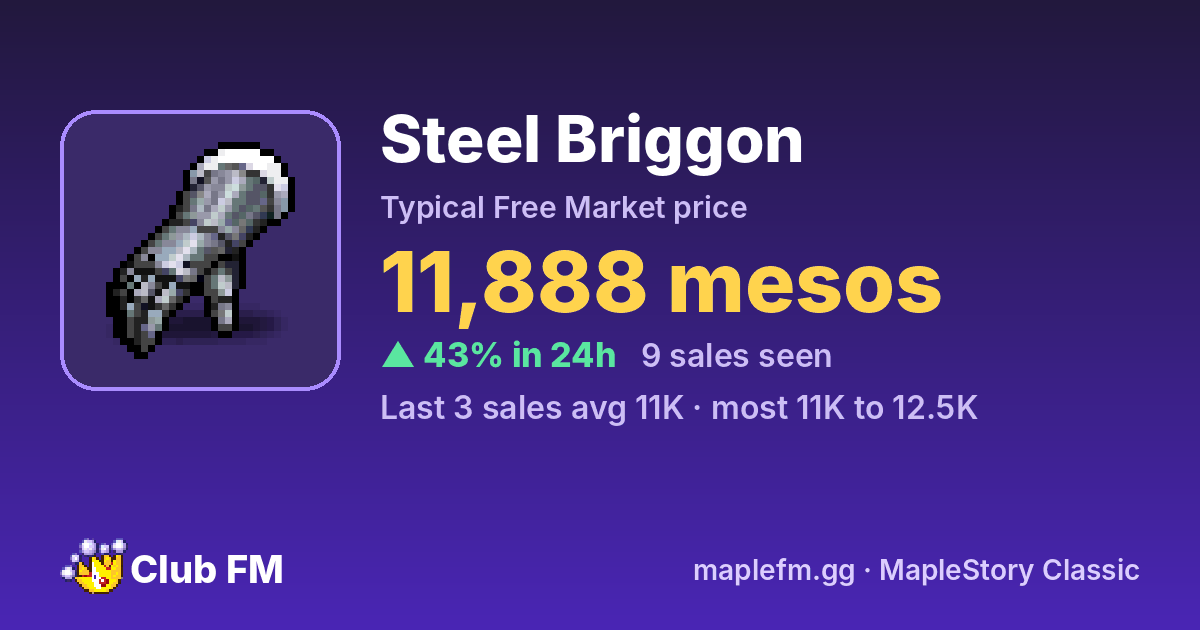 Steel Briggon
Typical Free Market price
11,888 mesos
▲ 43% in 24h 9 sales seen
Last 3 sales avg 11K · most 11K to 12.5K
Club FM
maplefm.gg · MapleStory Classic